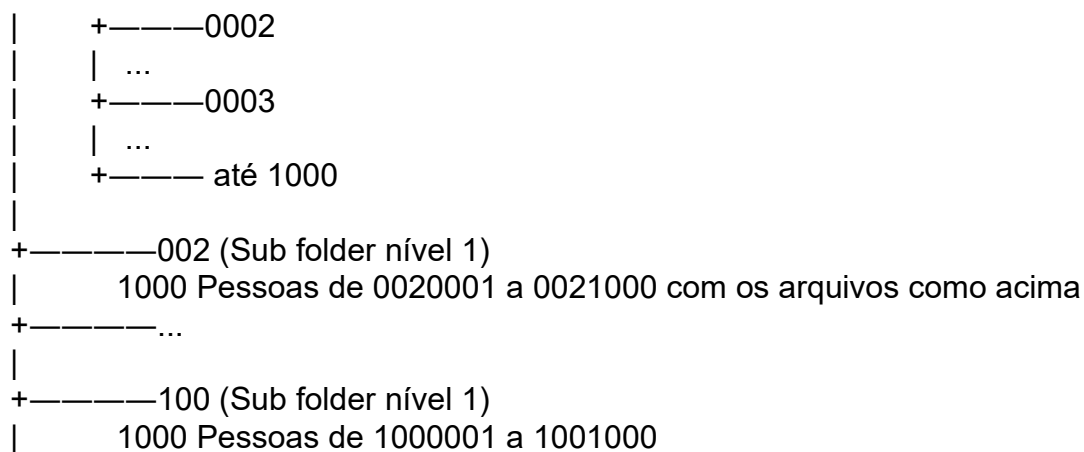 | +———0002
| | ...
| +———0003
| | ...
| +——— até 1000
|
+————002 (Sub folder nível 1)
| 1000 Pessoas de 0020001 a 0021000 com os arquivos como acima
+————...
|
+————100 (Sub folder nível 1)
| 1000 Pessoas de 1000001 a 1001000